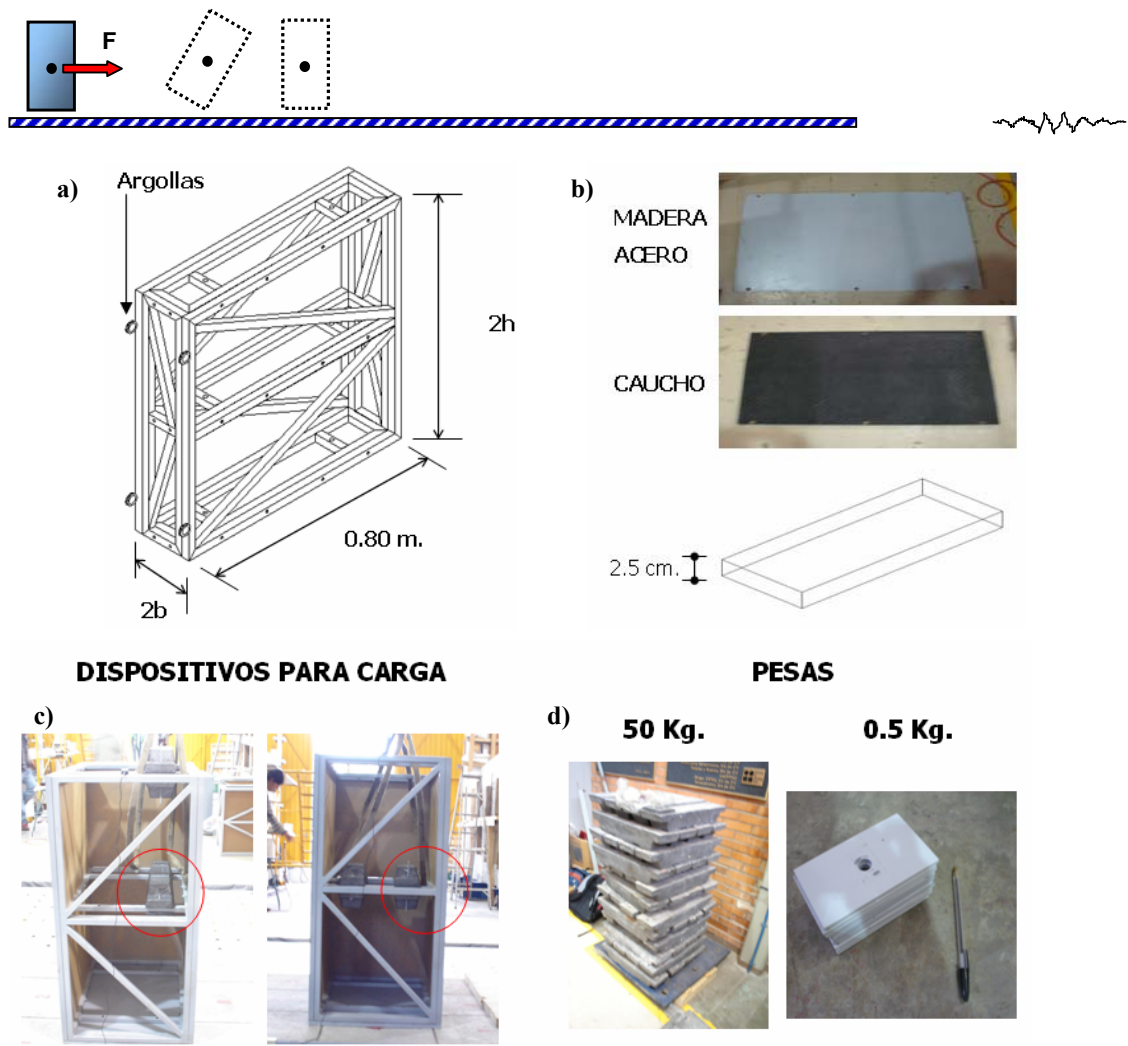 F
a)
Argollas
2h
0.80 m.
2b
b)
MADERA
ACERO
CAUCHO
2.5 cm.
DISPOSITIVOS PARA CARGA
PESAS
c)
d)
50 Kg.
0.5 Kg.